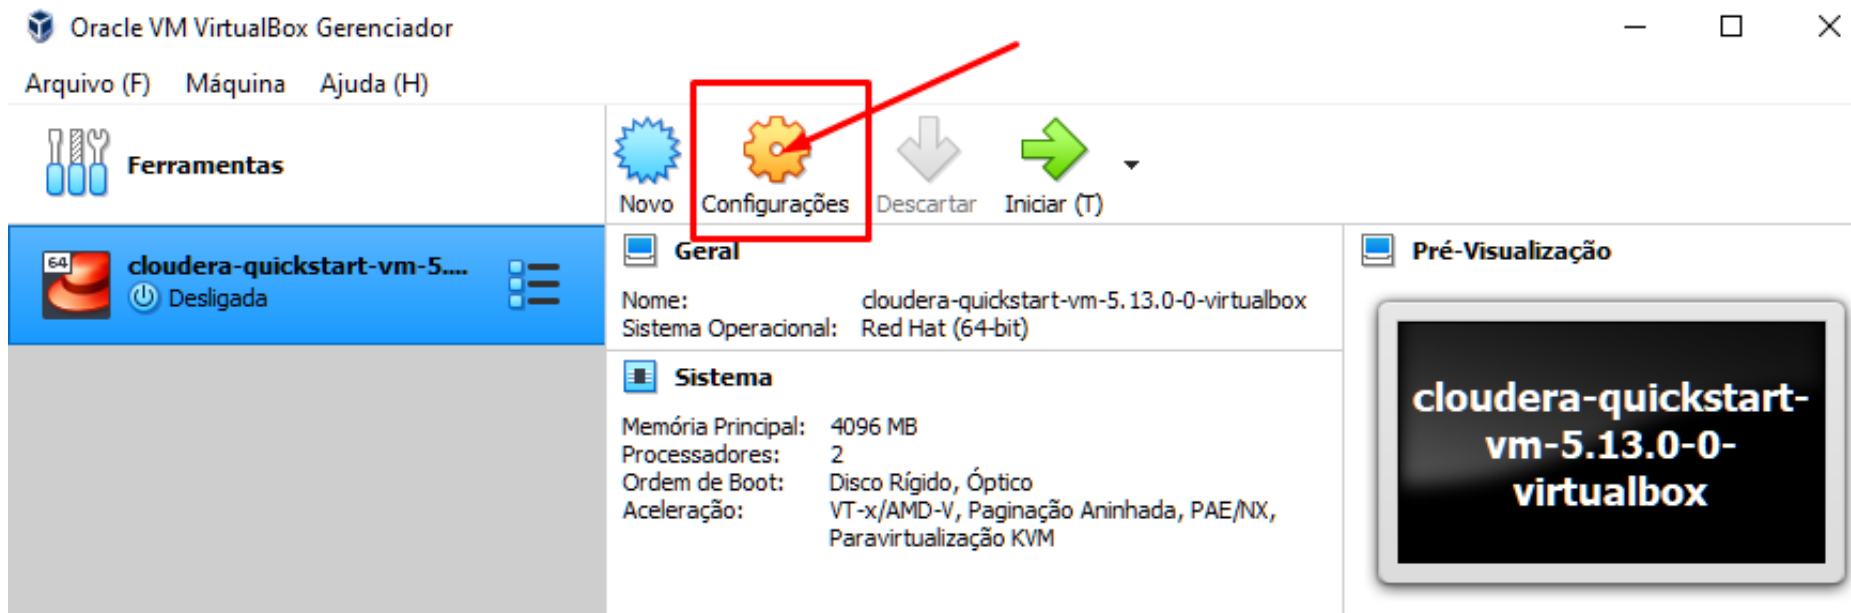 Oracle VM VirtualBox Gerenciador
Arquivo (F) Máquina Ajuda (H)
Ferramentas
Novo Configurações Descartar Iniciar (T)
64
cloudera-quickstart-vm-5....
Desligada
Geral
Nome: cloudera-quickstart-vm-5.13.0-0-virtualbox
Sistema Operacional: Red Hat (64-bit)
Sistema
Memória Principal: 4096 MB
Processadores: 2
Ordem de Boot: Disco Rígido, Óptico
Aceleração: VT-x/AMD-V, Paginação Aninhada, PAE/NX,
Paravirtualização KVM
Pré-Visualização
cloudera-quickstart-
vm-5.13.0-0-
virtualbox